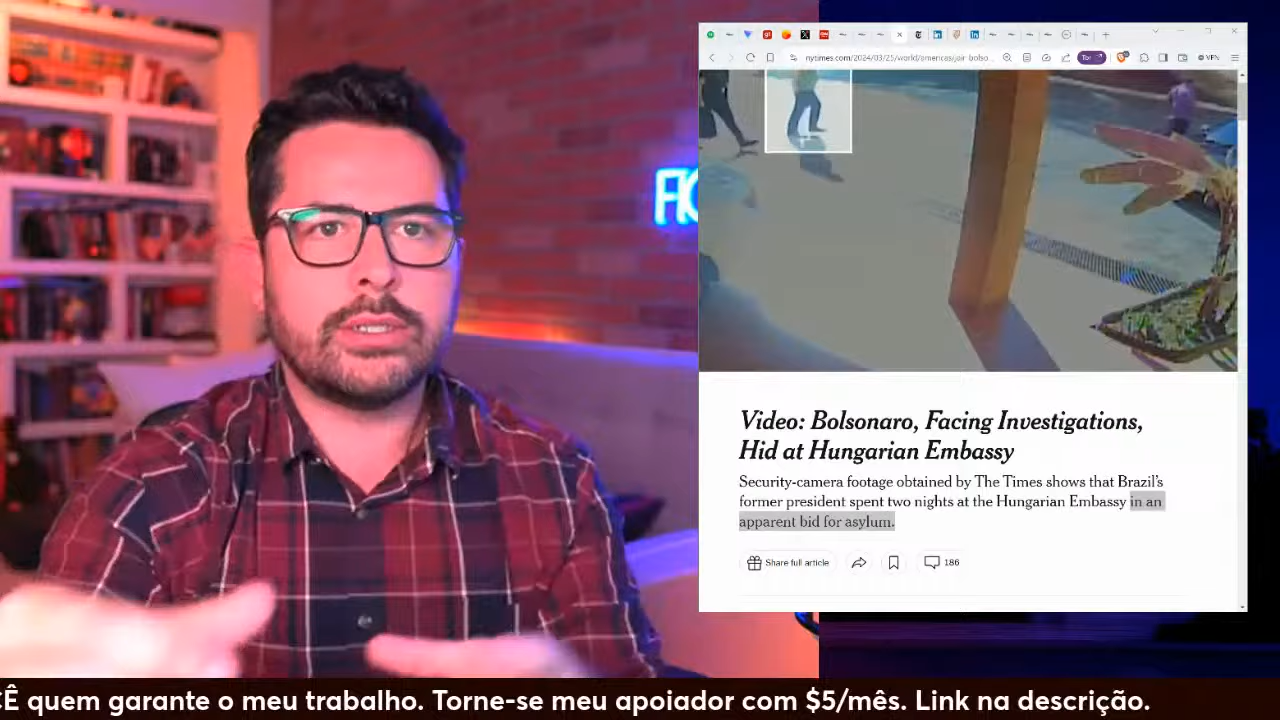 FIG
VPN
Tor
nytimes.com/2024/03/25/world/americas/jair-bolso...
Video: Bolsonaro, Facing Investigations,
Hid at Hungarian Embassy
Security-camera footage obtained by The Times shows that Brazil's
former president spent two nights at the Hungarian Embassy in an
apparent bid for asylum.
Share full article
186
CÊ quem garante o meu trabalho. Torne-se meu apoiador com $5/mês. Link na descrição.